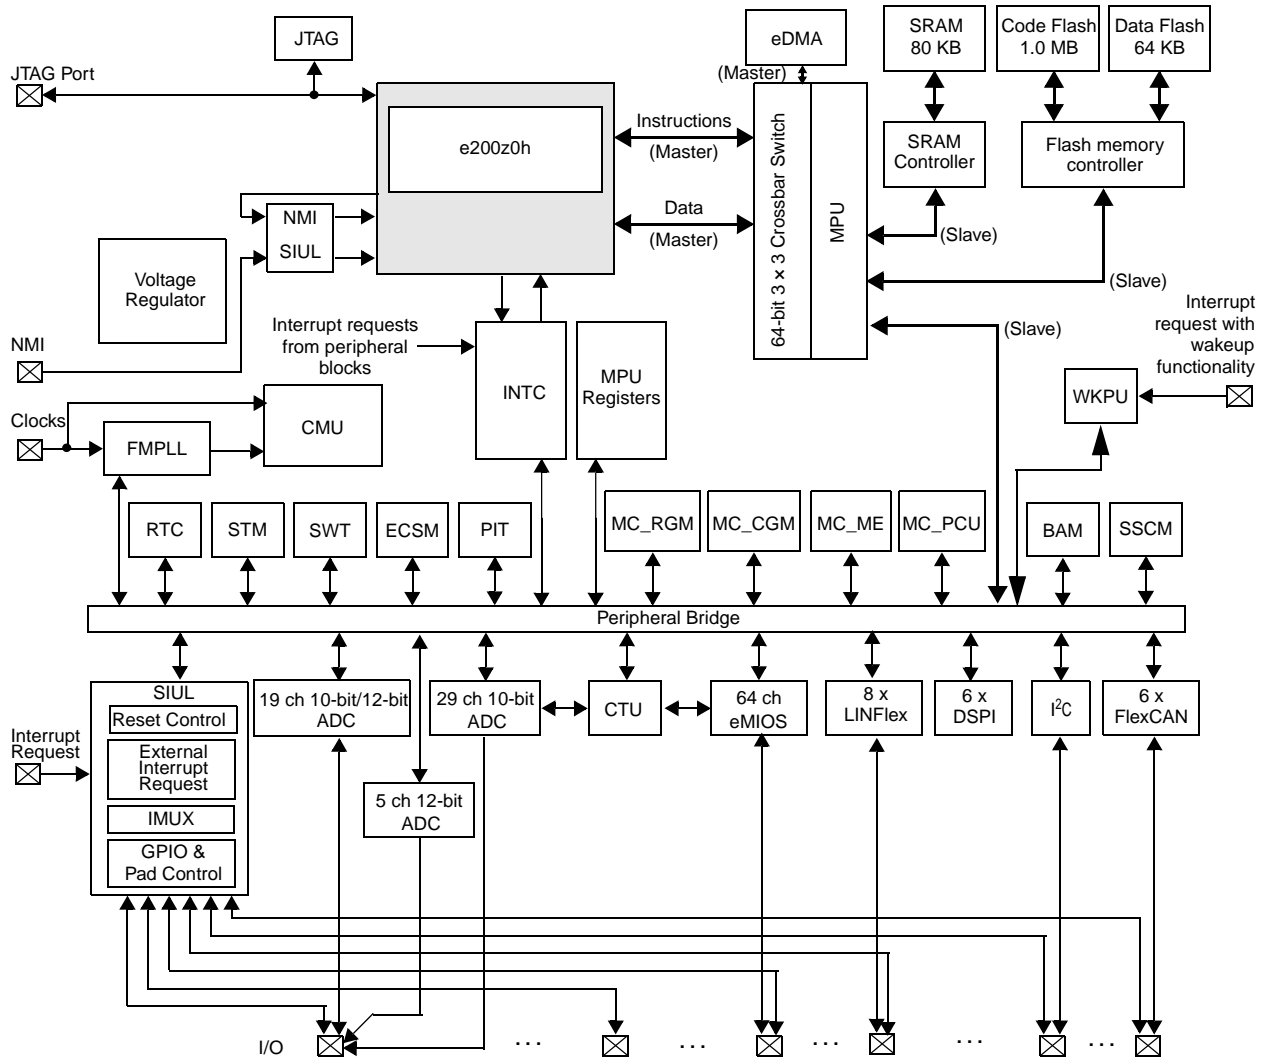 JTAG
eDMA
SRAM
80 KB
Code Flash
1.0 MB
Data Flash
64 KB
JTAG Port
(Master)
e200z0h
Instructions
(Master)
64-bit 3 × 3 Crossbar Switch
MPU
SRAM
Controller
Flash memory
controller
NMI
SIUL
Data
(Master)
(Slave)
(Slave)
(Slave)
Voltage
Regulator
Interrupt
request with
wakeup
functionality
NMI
Interrupt requests
from peripheral
blocks
INTC
MPU
Registers
WKPU
Clocks
FMPLL
CMU
RTC
STM
SWT
ECSM
PIT
MC_RGM
MC_CGM
MC_ME
MC_PCU
BAM
SSCM
Peripheral Bridge
SIUL
Reset Control
External
Interrupt
Request
IMUX
GPIO &
Pad Control
Interrupt
Request
19 ch 10-bit/12-bit
ADC
29 ch 10-bit
ADC
CTU
64 ch
eMIOS
8 x
LINFlex
6 x
DSPI
I²C
6 x
FlexCAN
5 ch 12-bit
ADC
I/O
. . .
. . .
. . .
. . .
. . .